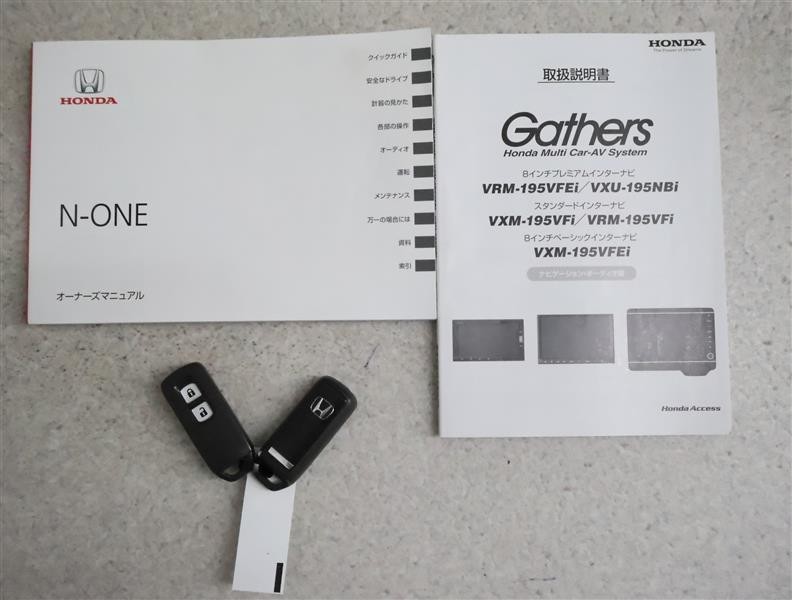 HONDA
N-ONE
オーナーズマニュアル
クイックガイド
安全なドライブ
計器の見かた
各部の操作
オーディオ
運転
メンテナンス
万一の場合には
資料
索引
HONDA
The Power of Dreams
取扱説明書
Gathers
Honda Multi Car-AV System
8インチプレミアムインターナビ
VRM-195VFEi/VXU-195NBi
スタンダードインターナビ
VXM-195VFi/VRM-195VFi
8インチベーシックインターナビ
VXM-195VFEi
ナビゲーション・オーディオ編
Honda Access